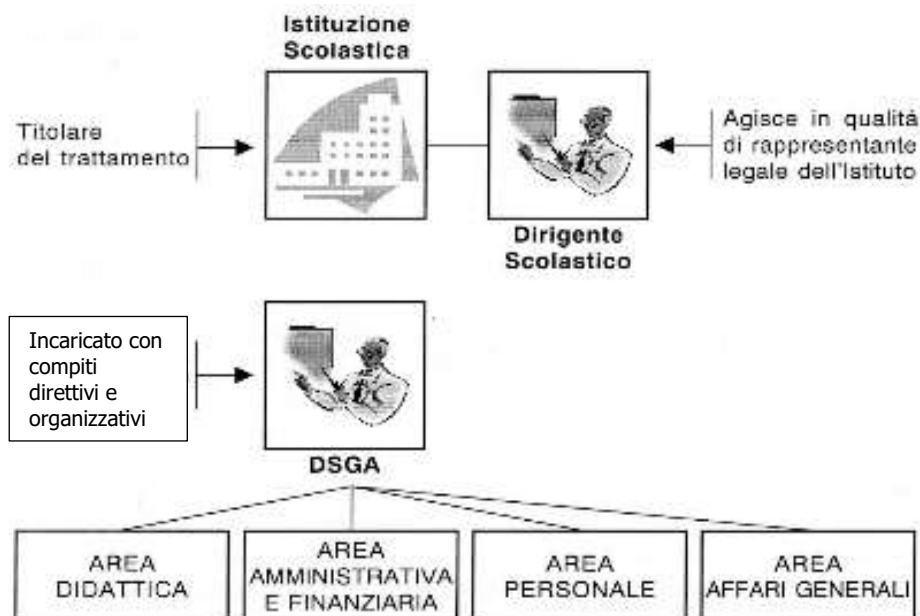 Istituzione
Scolastica
Titolare
del trattamento
Agisce in qualità
di rappresentante
legale dell'Istituto
Dirigente
Scolastico
Incaricato con
compiti
direttivi e
organizzativi
DSGA
AREA
DIDATTICA
AREA
AMMINISTRATIVA
E FINANZIARIA
AREA
PERSONALE
AREA
AFFARI GENERALI